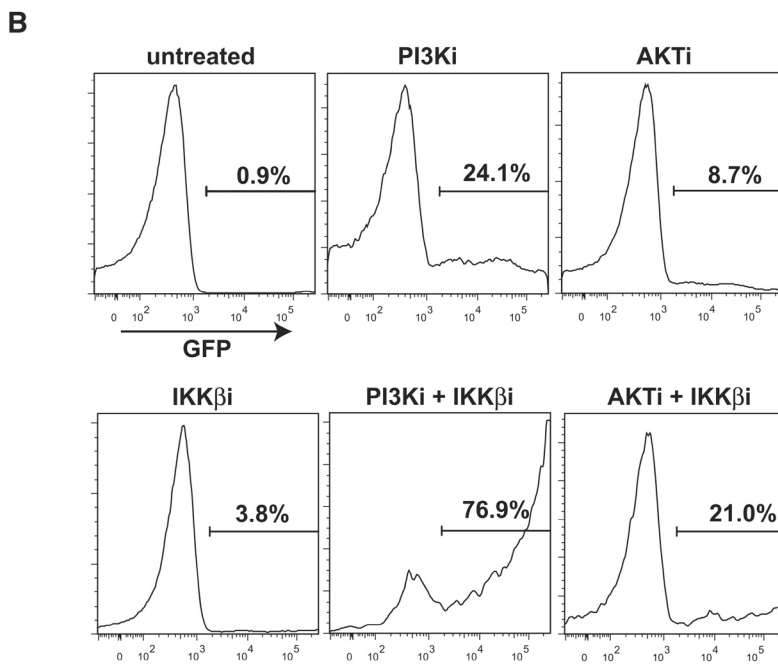 B
untreated PI3Ki AKTi
0.9% 24.1% 8.7%
0 10² 10³ 10⁴ 10⁵ 0 10² 10³ 10⁴ 10⁵ 0 10² 10³ 10⁴ 10⁵
GFP
IKKβi PI3Ki + IKKβi AKTi + IKKβi
3.8% 76.9% 21.0%
0 10² 10³ 10⁴ 10⁵ 0 10² 10³ 10⁴ 10⁵ 0 10² 10³ 10⁴ 10⁵